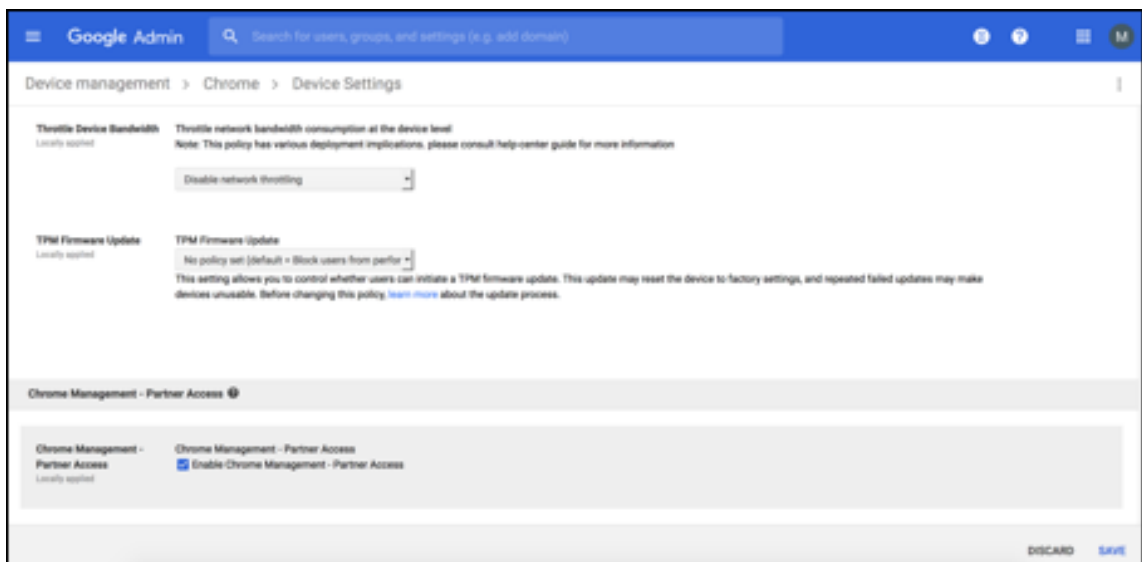 Google Admin
Search for users, groups, and settings (e.g. add domain)
M
Device management > Chrome > Device Settings
Throttle Device Bandwidth
Locally applied
Throttle network bandwidth consumption at the device level
Note: This policy has various deployment implications. please consult help-center guide for more information
Disable network throttling
TPM Firmware Update
Locally applied
TPM Firmware Update
No policy set (default = Block users from perfor
This setting allows you to control whether users can initiate a TPM firmware update. This update may reset the device to factory settings, and repeated failed updates may make
devices unusable. Before changing this policy, learn more about the update process.
Chrome Management - Partner Access
Chrome Management -
Partner Access
Locally applied
Chrome Management - Partner Access
Enable Chrome Management - Partner Access
DISCARD SAVE